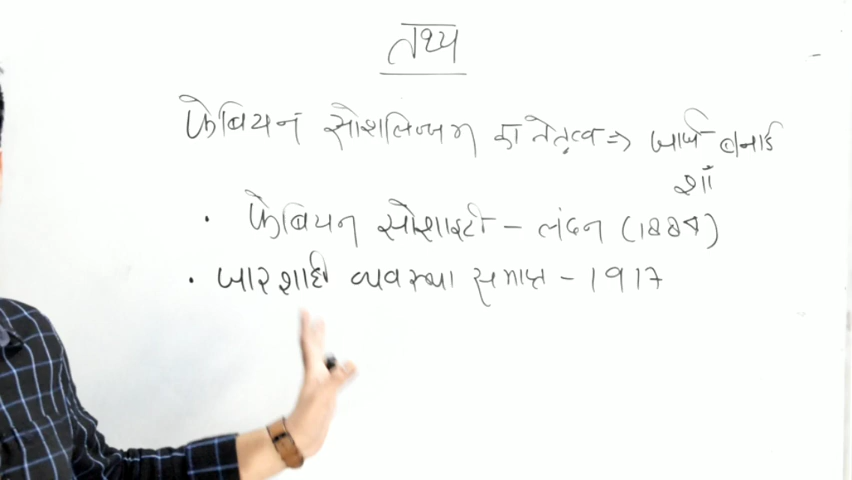 तथ्य
फेबियन सोशलिज्म का नेतृत्व ⇒ जार्ज बर्नार्ड
शॉ
• फेबियन सोसाइटी - लंदन (1884)
• जारशाही व्यवस्था समाप्त - 1917